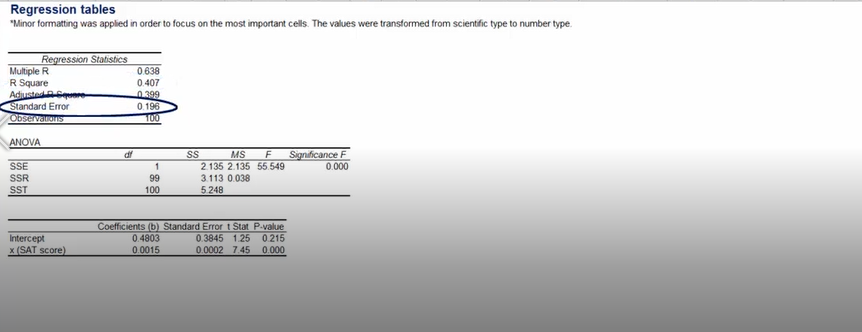 Regression tables
*Minor formatting was applied in order to focus on the most important cells. The values were transformed from scientific type to number type.
Regression Statistics
Multiple R 0.638
R Square 0.407
Adjusted R Square 0.399
Standard Error 0.196
Observations 100
ANOVA
df SS MS F Significance F
SSE 1 2.135 2.135 55.549 0.000
SSR 99 3.113 0.038
SST 100 5.248
Coefficients (b) Standard Error t Stat P-value
Intercept 0.4803 0.3845 1.25 0.215
x (SAT score) 0.0015 0.0002 7.45 0.000